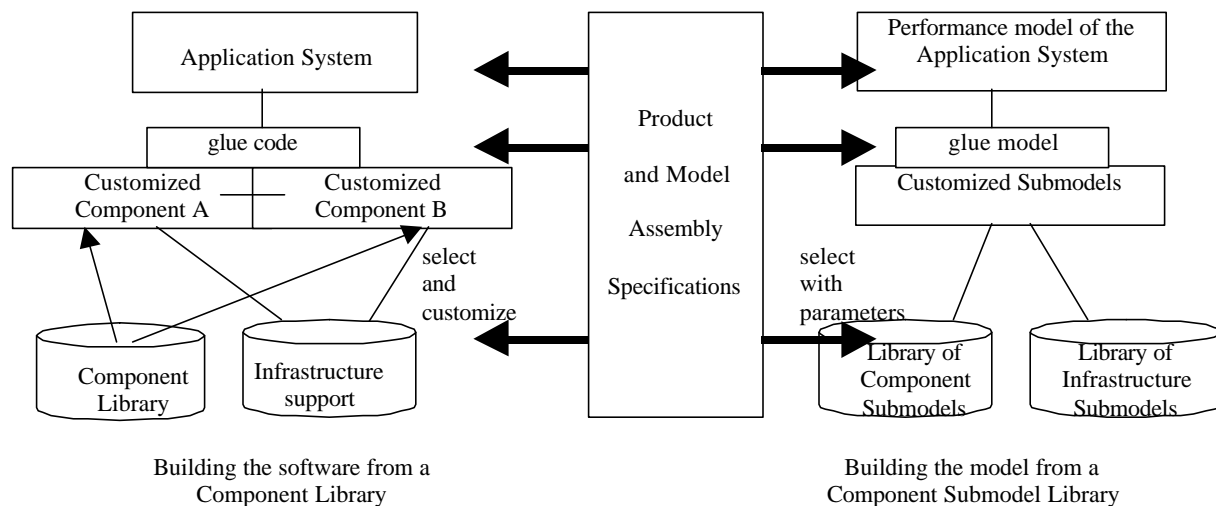 Application System
glue code
Customized
Component A
Customized
Component B
select
and
customize
Component
Library
Infrastructure
support
Building the software from a
Component Library
Product
and Model
Assembly
Specifications
Performance model of the
Application System
glue model
Customized Submodels
select
with
parameters
Library of
Component
Submodels
Library of
Infrastructure
Submodels
Building the model from a
Component Submodel Library